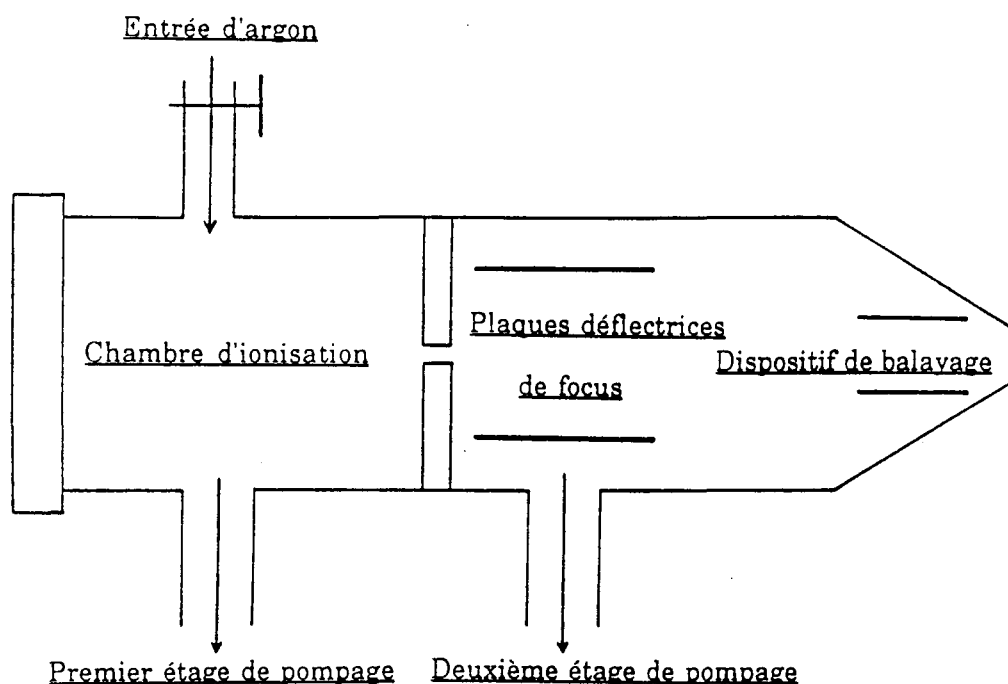 Entrée d'argon
Plaques déflectrices
Chambre d'ionisation
Dispositif de balayage
de focus
Premier étage de pompage
Deuxième étage de pompage